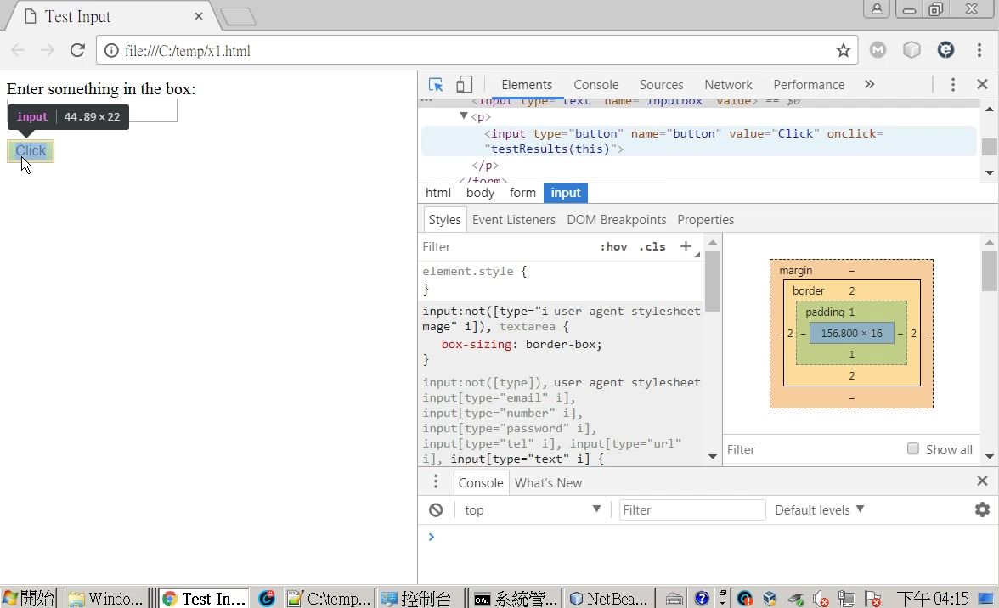 Test Input
file:///C:/temp/x1.html
Enter something in the box:
input 44.89 × 22
Click
Elements Console Sources Network Performance »
<input type="text" name="inputbox" value> == $0
▼<p>
<input type="button" name="button" value="Click" onclick=
"testResults(this)">
</p>
</form>
html body form input
Styles Event Listeners DOM Breakpoints Properties
Filter :hov .cls +
element.style {
}
input:not([type="i user agent stylesheet
mage" i]), textarea {
box-sizing: border-box;
}
input:not([type]), user agent stylesheet
input[type="email" i],
input[type="number" i],
input[type="password" i],
input[type="tel" i], input[type="url"
i], input[type="text" i] {
margin –
border 2
padding 1
– 2 – 156.800 × 16 – 2 –
1
2
–
Filter Show all
Console What's New
top ▼ Filter Default levels ▼
開始 Windo... Test In... C:\temp... 控制台 系統管... NetBea... 下午 04:15